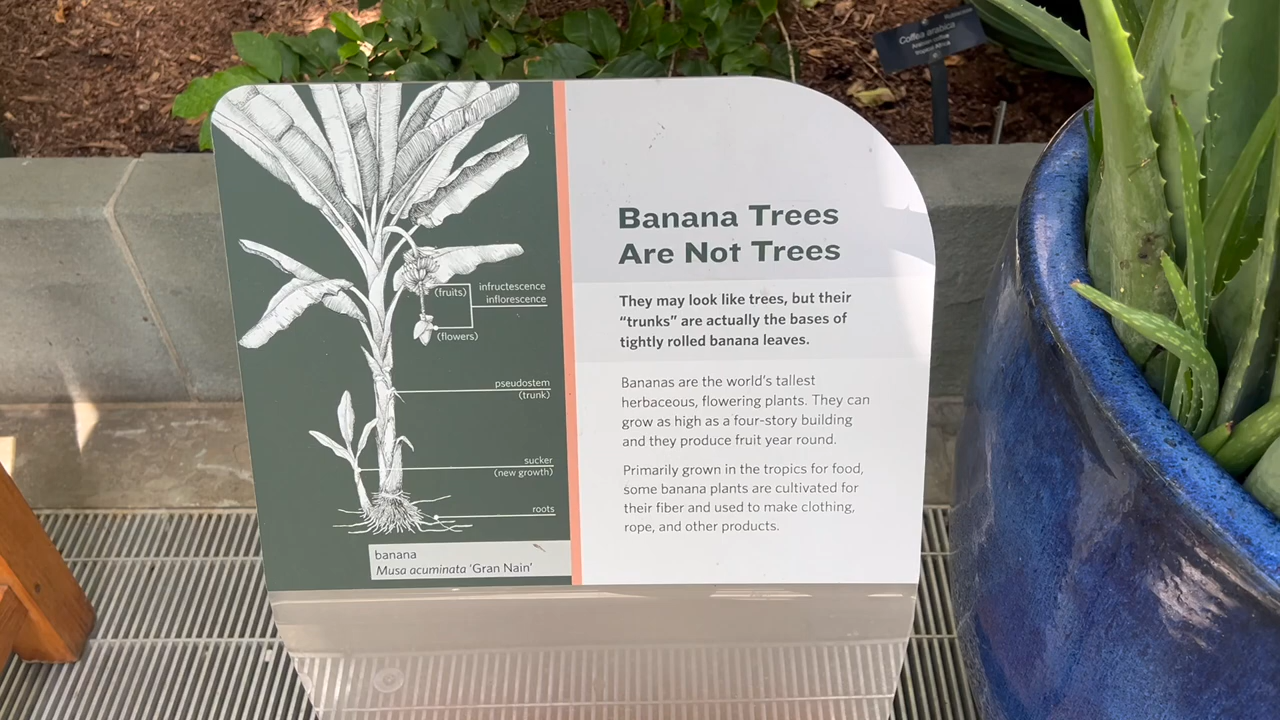 Coffea arabica
Banana Trees
Are Not Trees
They may look like trees, but their
“trunks” are actually the bases of
tightly rolled banana leaves.
Bananas are the world’s tallest
herbaceous, flowering plants. They can
grow as high as a four-story building
and they produce fruit year round.
Primarily grown in the tropics for food,
some banana plants are cultivated for
their fiber and used to make clothing,
rope, and other products.
infructescence
inflorescence
(fruits)
(flowers)
pseudostem
(trunk)
sucker
(new growth)
roots
banana
Musa acuminata ‘Gran Nain’